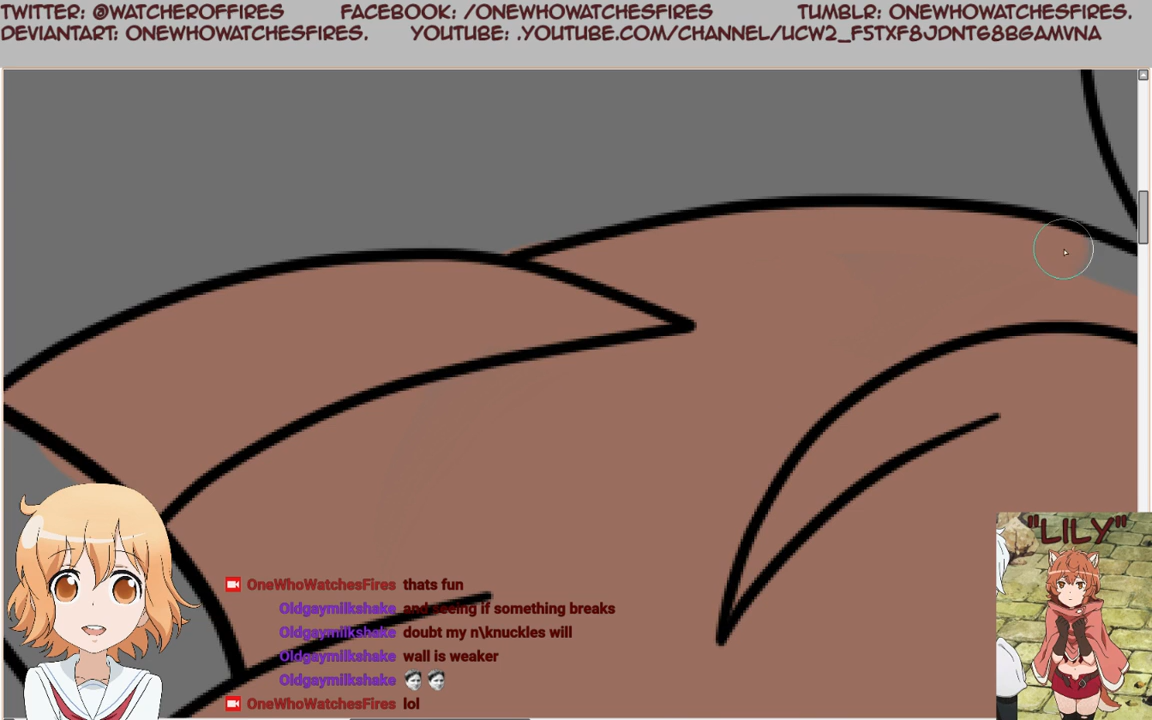 TWITTER: @WATCHEROFFIRES FACEBOOK: /ONEWHOWATCHESFIRES TUMBLR: ONEWHOWATCHESFIRES.
DEVIANTART: ONEWHOWATCHESFIRES. YOUTUBE: .YOUTUBE.COM/CHANNEL/UCW2_F5TXF8JDNTG8BGAMVNA
"LILY"
OneWhoWatchesFires thats fun
Oldgaymilkshake and seeing if something breaks
Oldgaymilkshake doubt my n\knuckles will
Oldgaymilkshake wall is weaker
Oldgaymilkshake
OneWhoWatchesFires lol